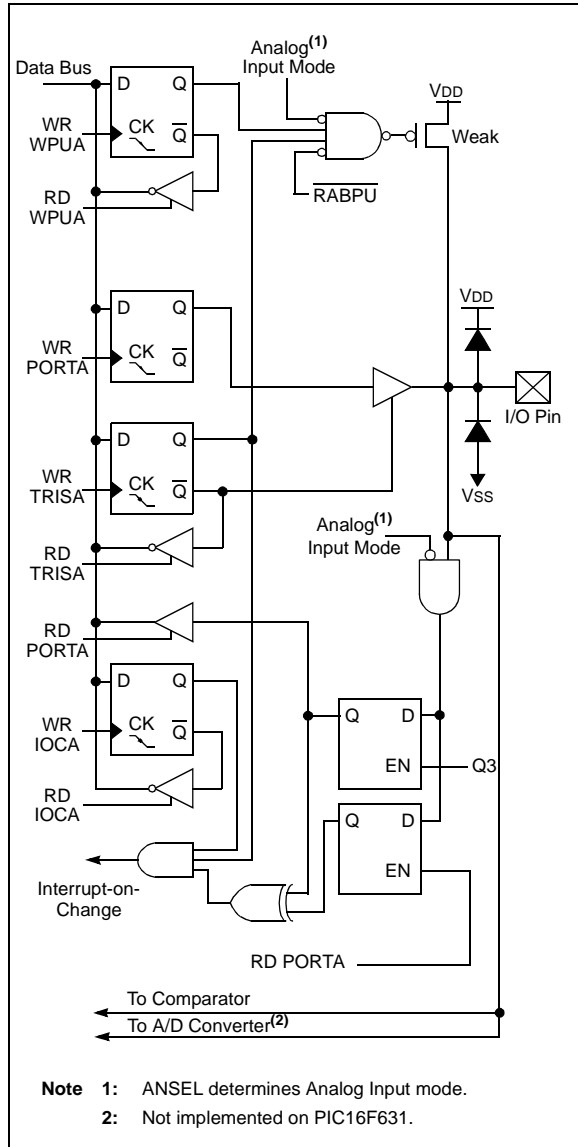 Analog(1)
Input Mode
Data Bus
D Q
VDD
WR
WPUA
CK Q
Weak
RD
WPUA
RABPU
D Q
VDD
WR
PORTA
CK Q
I/O Pin
D Q
WR
TRISA
CK Q
VSS
Analog(1)
Input Mode
RD
TRISA
RD
PORTA
D Q
Q D
WR
IOCA
CK Q
EN
Q3
RD
IOCA
Q D
EN
Interrupt-on-
Change
RD PORTA
To Comparator
To A/D Converter(2)
Note 1: ANSEL determines Analog Input mode.
2: Not implemented on PIC16F631.